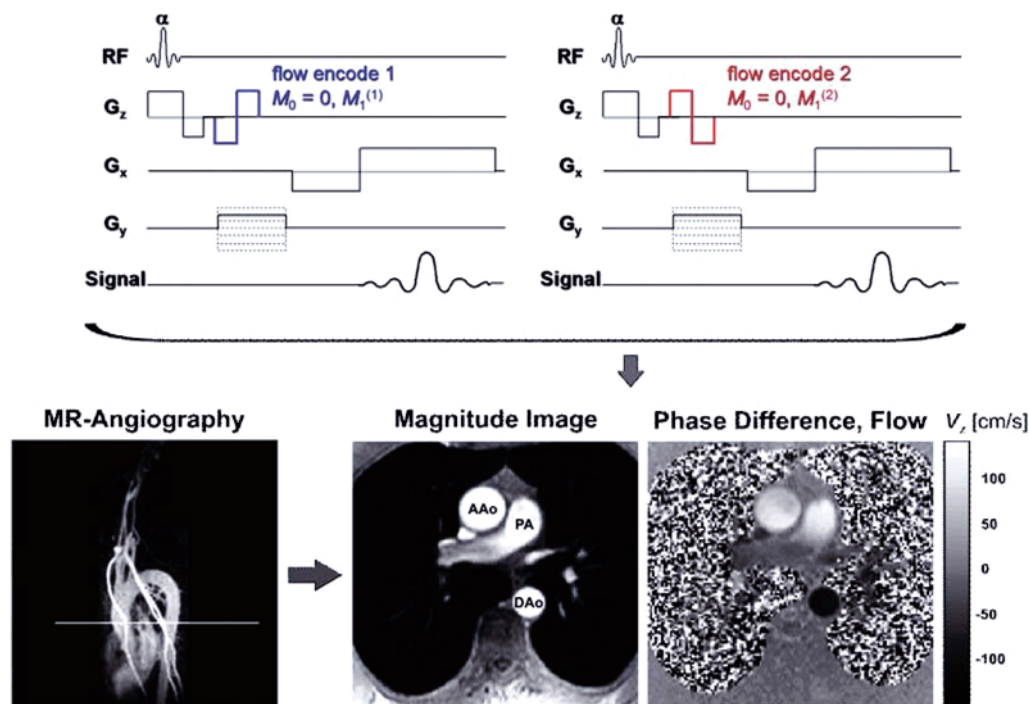 α
RF
flow encode 1
M₀ = 0, M₁⁽¹⁾
Gz
Gx
Gy
Signal
α
RF
flow encode 2
M₀ = 0, M₁⁽²⁾
Gz
Gx
Gy
Signal
MR-Angiography
Magnitude Image
AAo
PA
DAo
Phase Difference, Flow
Vz [cm/s]
100
50
0
-50
-100